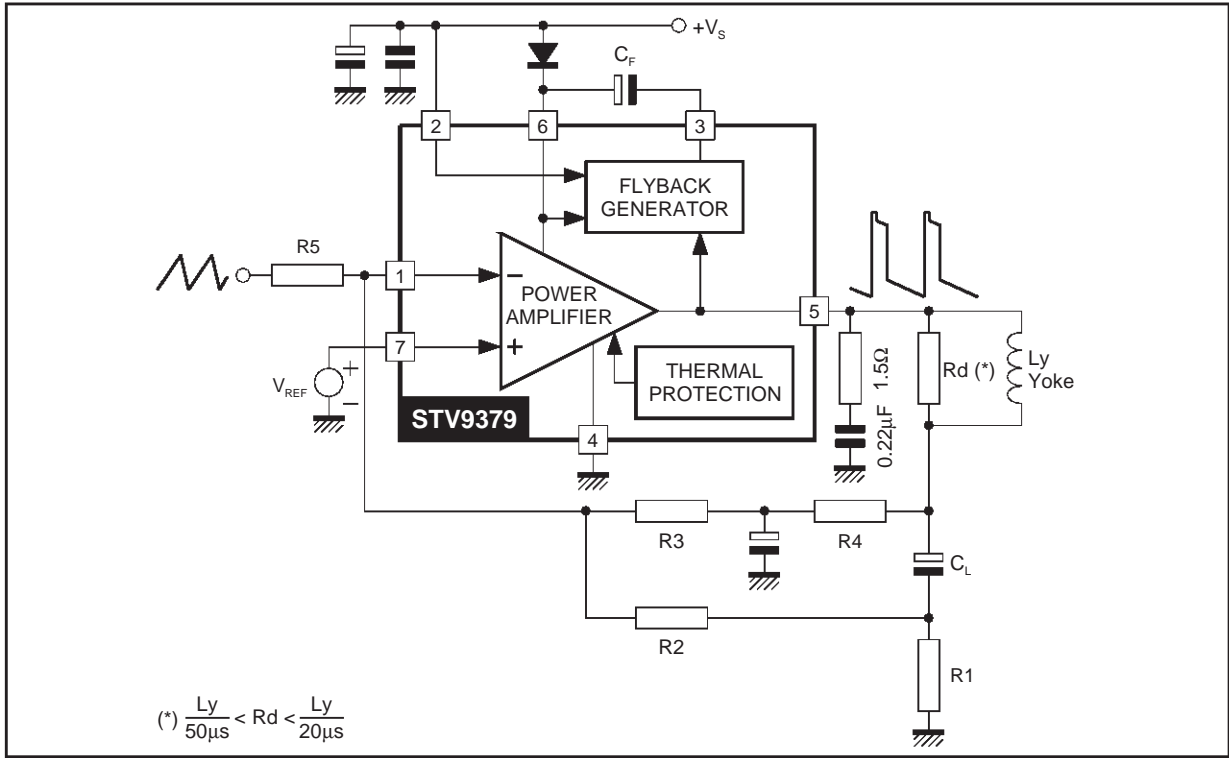 +VS
CF
2
6
3
FLYBACK
GENERATOR
R5
1
−
POWER
AMPLIFIER
5
7
+
THERMAL
PROTECTION
VREF
+
−
STV9379
4
1.5Ω
0.22µF
Rd (*)
Ly
Yoke
R3
R4
CL
R2
R1
(*) Ly/50µs < Rd < Ly/20µs